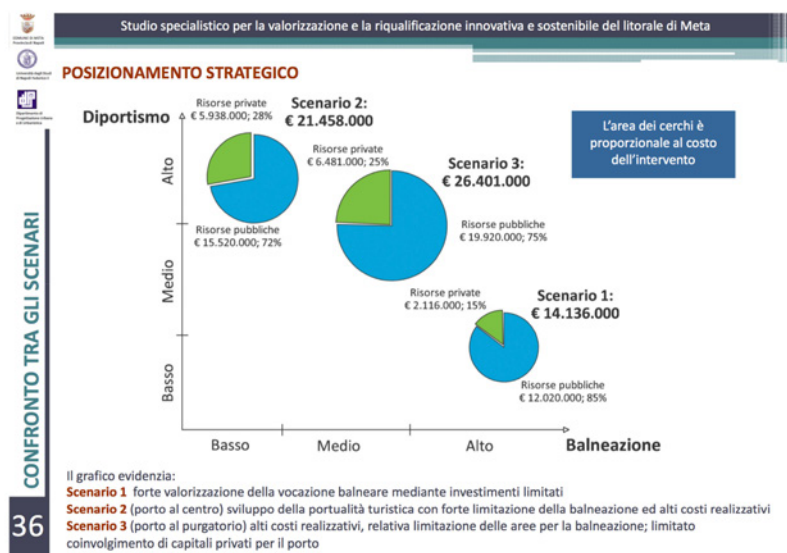 Studio specialistico per la valorizzazione e la riqualificazione innovativa e sostenibile del litorale di Meta
COMUNE DI META
POSIZIONAMENTO STRATEGICO
Diportismo
Risorse private
€ 5.938.000; 28%
Scenario 2:
€ 21.458.000
L'area dei cerchi è
proporzionale al costo
dell'intervento
Risorse private
€ 6.481.000; 25%
Scenario 3:
€ 26.401.000
Alto
Risorse pubbliche
€ 15.520.000; 72%
Risorse pubbliche
€ 19.920.000; 75%
Medio
Risorse private
€ 2.116.000; 15%
Scenario 1:
€ 14.136.000
Basso
Risorse pubbliche
€ 12.020.000; 85%
Basso
Medio
Alto
Balneazione
CONFRONTO TRA GLI SCENARI
Il grafico evidenzia:
Scenario 1 forte valorizzazione della vocazione balneare mediante investimenti limitati
Scenario 2 (porto al centro) sviluppo della portualità turistica con forte limitazione della balneazione ed alti costi realizzativi
Scenario 3 (porto al purgatorio) alti costi realizzativi, relativa limitazione delle aree per la balneazione; limitato
coinvolgimento di capitali privati per il porto
36